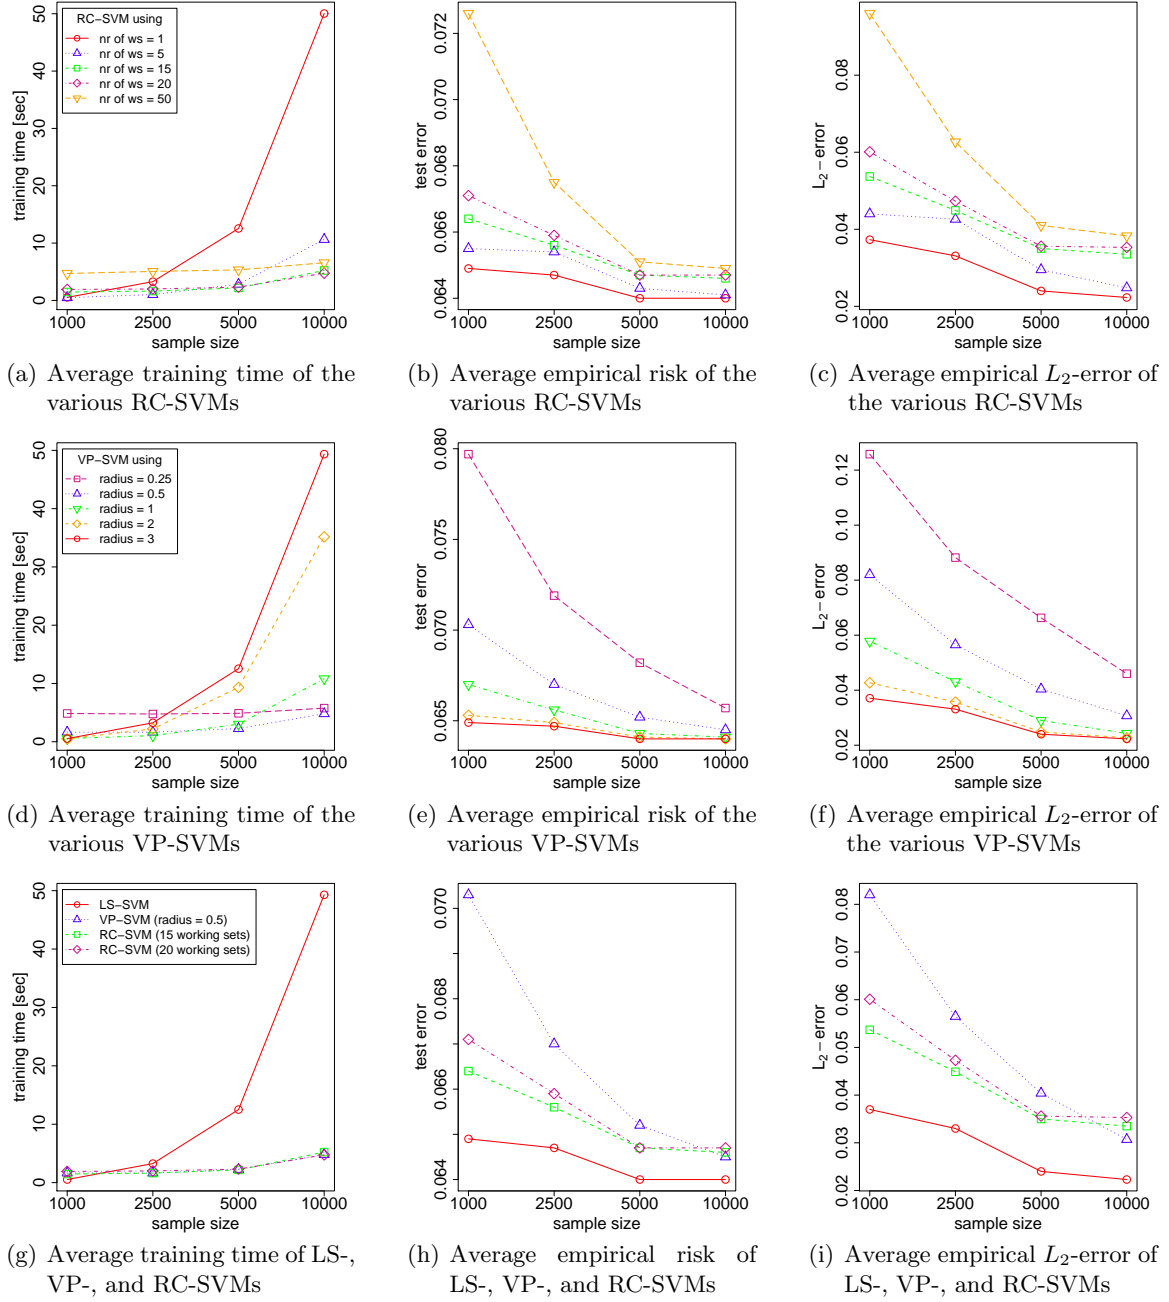 RC−SVM using
nr of ws = 1
nr of ws = 5
nr of ws = 15
nr of ws = 20
nr of ws = 50
training time [sec]
0 10 20 30 40 50
1000 2500 5000 10000
sample size
(a) Average training time of the
various RC-SVMs
test error
0.064 0.066 0.068 0.070 0.072
1000 2500 5000 10000
sample size
(b) Average empirical risk of the
various RC-SVMs
L2−error
0.02 0.04 0.06 0.08
1000 2500 5000 10000
sample size
(c) Average empirical L2-error of
the various RC-SVMs
VP−SVM using
radius = 0.25
radius = 0.5
radius = 1
radius = 2
radius = 3
training time [sec]
0 10 20 30 40 50
1000 2500 5000 10000
sample size
(d) Average training time of the
various VP-SVMs
test error
0.065 0.070 0.075 0.080
1000 2500 5000 10000
sample size
(e) Average empirical risk of the
various VP-SVMs
L2−error
0.02 0.04 0.06 0.08 0.10 0.12
1000 2500 5000 10000
sample size
(f) Average empirical L2-error of
the various VP-SVMs
LS−SVM
VP−SVM (radius = 0.5)
RC−SVM (15 working sets)
RC−SVM (20 working sets)
training time [sec]
0 10 20 30 40 50
1000 2500 5000 10000
sample size
(g) Average training time of LS-,
VP-, and RC-SVMs
test error
0.064 0.066 0.068 0.070
1000 2500 5000 10000
sample size
(h) Average empirical risk of
LS-, VP-, and RC-SVMs
L2−error
0.02 0.03 0.04 0.05 0.06 0.07 0.08
1000 2500 5000 10000
sample size
(i) Average empirical L2-error of
LS-, VP-, and RC-SVMs